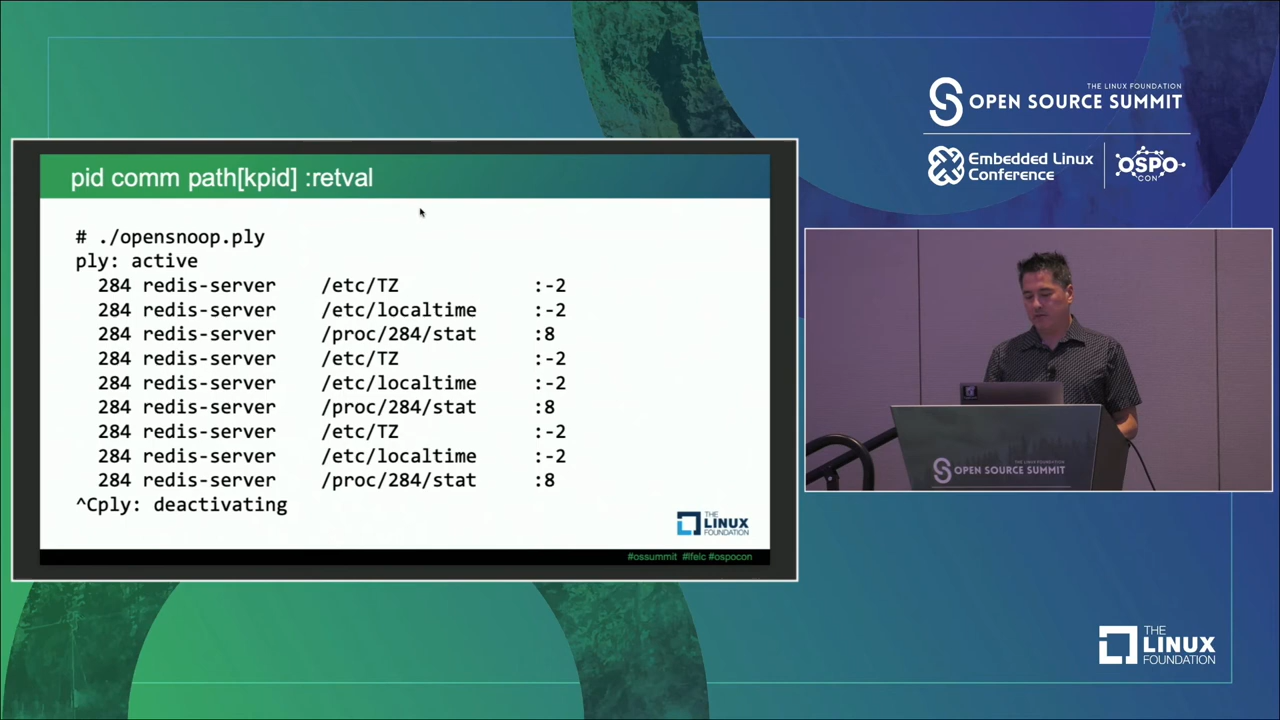 THE LINUX FOUNDATION
OPEN SOURCE SUMMIT
Embedded Linux
Conference
OSPO
CON
pid comm path[kpid] :retval
# ./opensnoop.ply
ply: active
284 redis-server /etc/TZ :-2
284 redis-server /etc/localtime :-2
284 redis-server /proc/284/stat :8
284 redis-server /etc/TZ :-2
284 redis-server /etc/localtime :-2
284 redis-server /proc/284/stat :8
284 redis-server /etc/TZ :-2
284 redis-server /etc/localtime :-2
284 redis-server /proc/284/stat :8
^Cply: deactivating
THE
LINUX
FOUNDATION
#ossummit #lfelc #ospocon
THE LINUX FOUNDATION
OPEN SOURCE SUMMIT
THE
LINUX
FOUNDATION